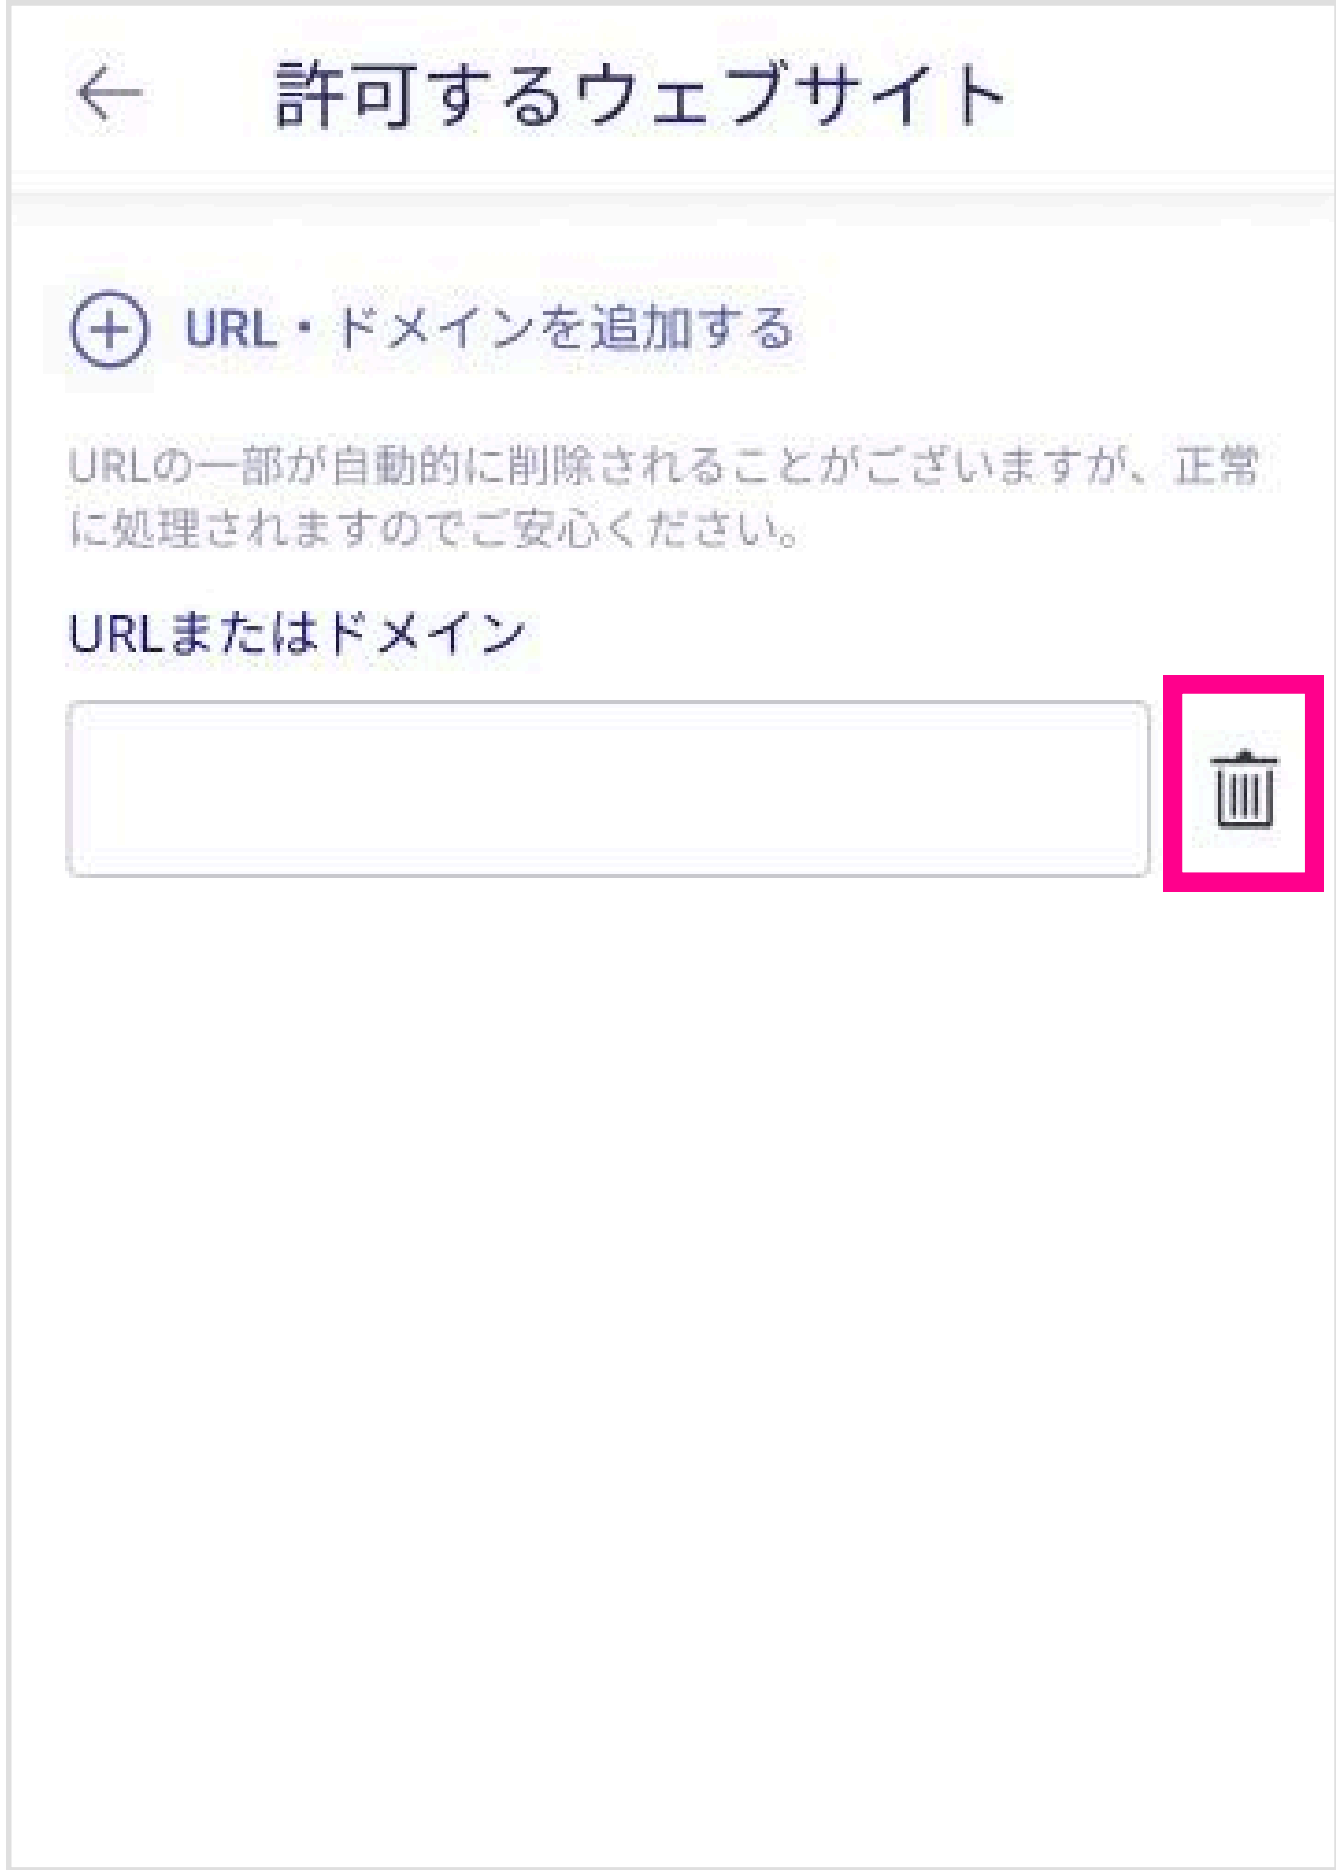 許可するウェブサイト
URL・ドメインを追加する
URLの一部が自動的に削除されることがございますが、正常
に処理されますのでご安心ください。
URLまたはドメイン